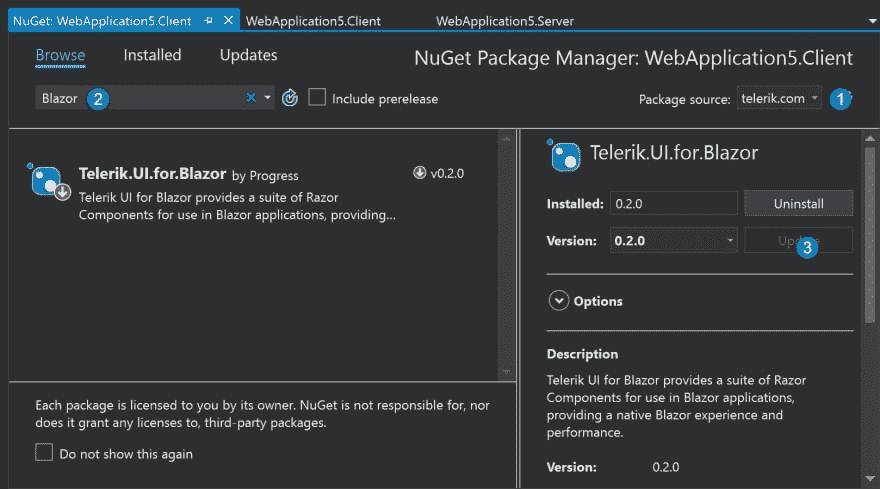 NuGet: WebApplication5.Client
WebApplication5.Client
WebApplication5.Server
Browse
Installed
Updates
NuGet Package Manager: WebApplication5.Client
Blazor
2
Include prerelease
Package source:
telerik.com
1
Telerik.UI.for.Blazor by Progress
v0.2.0
Telerik UI for Blazor provides a suite of Razor
Components for use in Blazor applications, providing...
Each package is licensed to you by its owner. NuGet is not responsible for, nor
does it grant any licenses to, third-party packages.
Do not show this again
Telerik.UI.for.Blazor
Installed:
0.2.0
Uninstall
Version:
0.2.0
Update
3
Options
Description
Telerik UI for Blazor provides a suite of Razor
Components for use in Blazor applications,
providing a native Blazor experience and
performance.
Version:
0.2.0